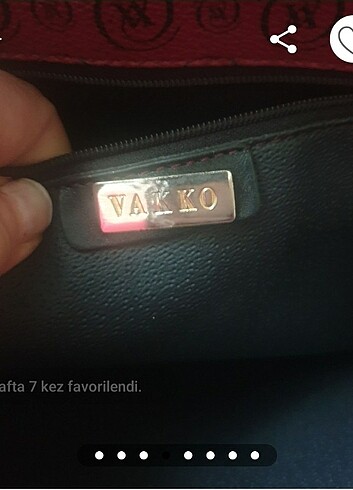 VAKKO
afta 7 kez favorilendi.